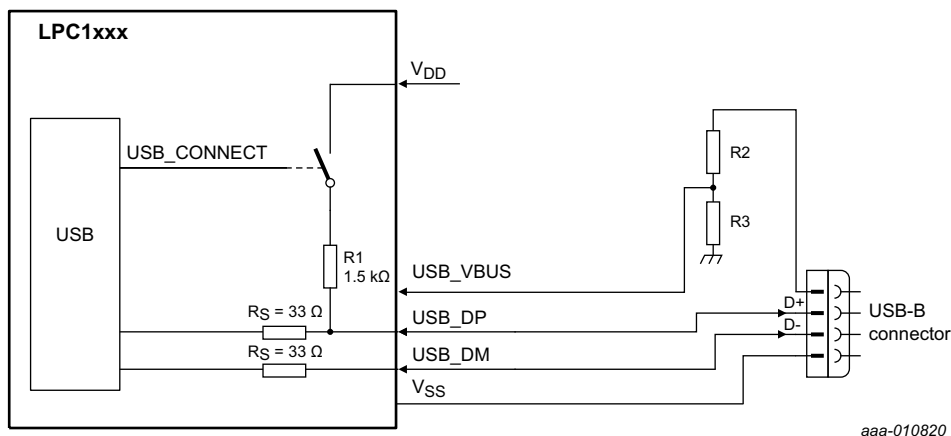 LPC1xxx
VDD
USB_CONNECT
R2
USB
R1
1.5 kΩ
R3
USB_VBUS
RS = 33 Ω
USB_DP
D+
USB-B
RS = 33 Ω
USB_DM
D-
connector
VSS
aaa-010820